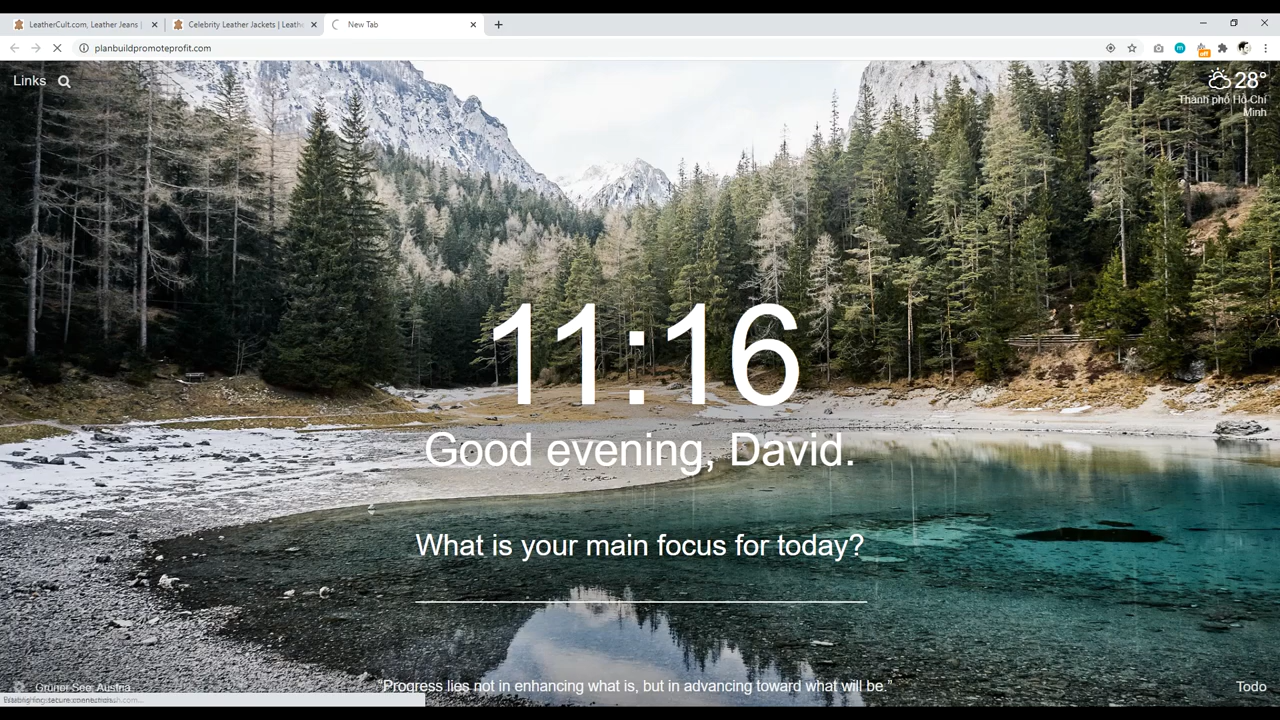 LeatherCult.com, Leather Jeans |
Celebrity Leather Jackets | Leathe
New Tab
planbuildpromoteprofit.com
off
Links
28°
Thành phố Hồ Chí
Minh
11:16
Good evening, David.
What is your main focus for today?
Grüner See, Austria
“Progress lies not in enhancing what is, but in advancing toward what will be.”
Todo